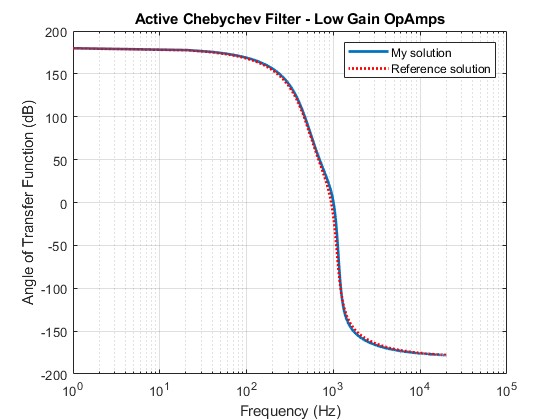 Active Chebychev Filter - Low Gain OpAmps
My solution
Reference solution
Angle of Transfer Function (dB)
200
150
100
50
0
-50
-100
-150
-200
10^0 10^1 10^2 10^3 10^4 10^5
Frequency (Hz)